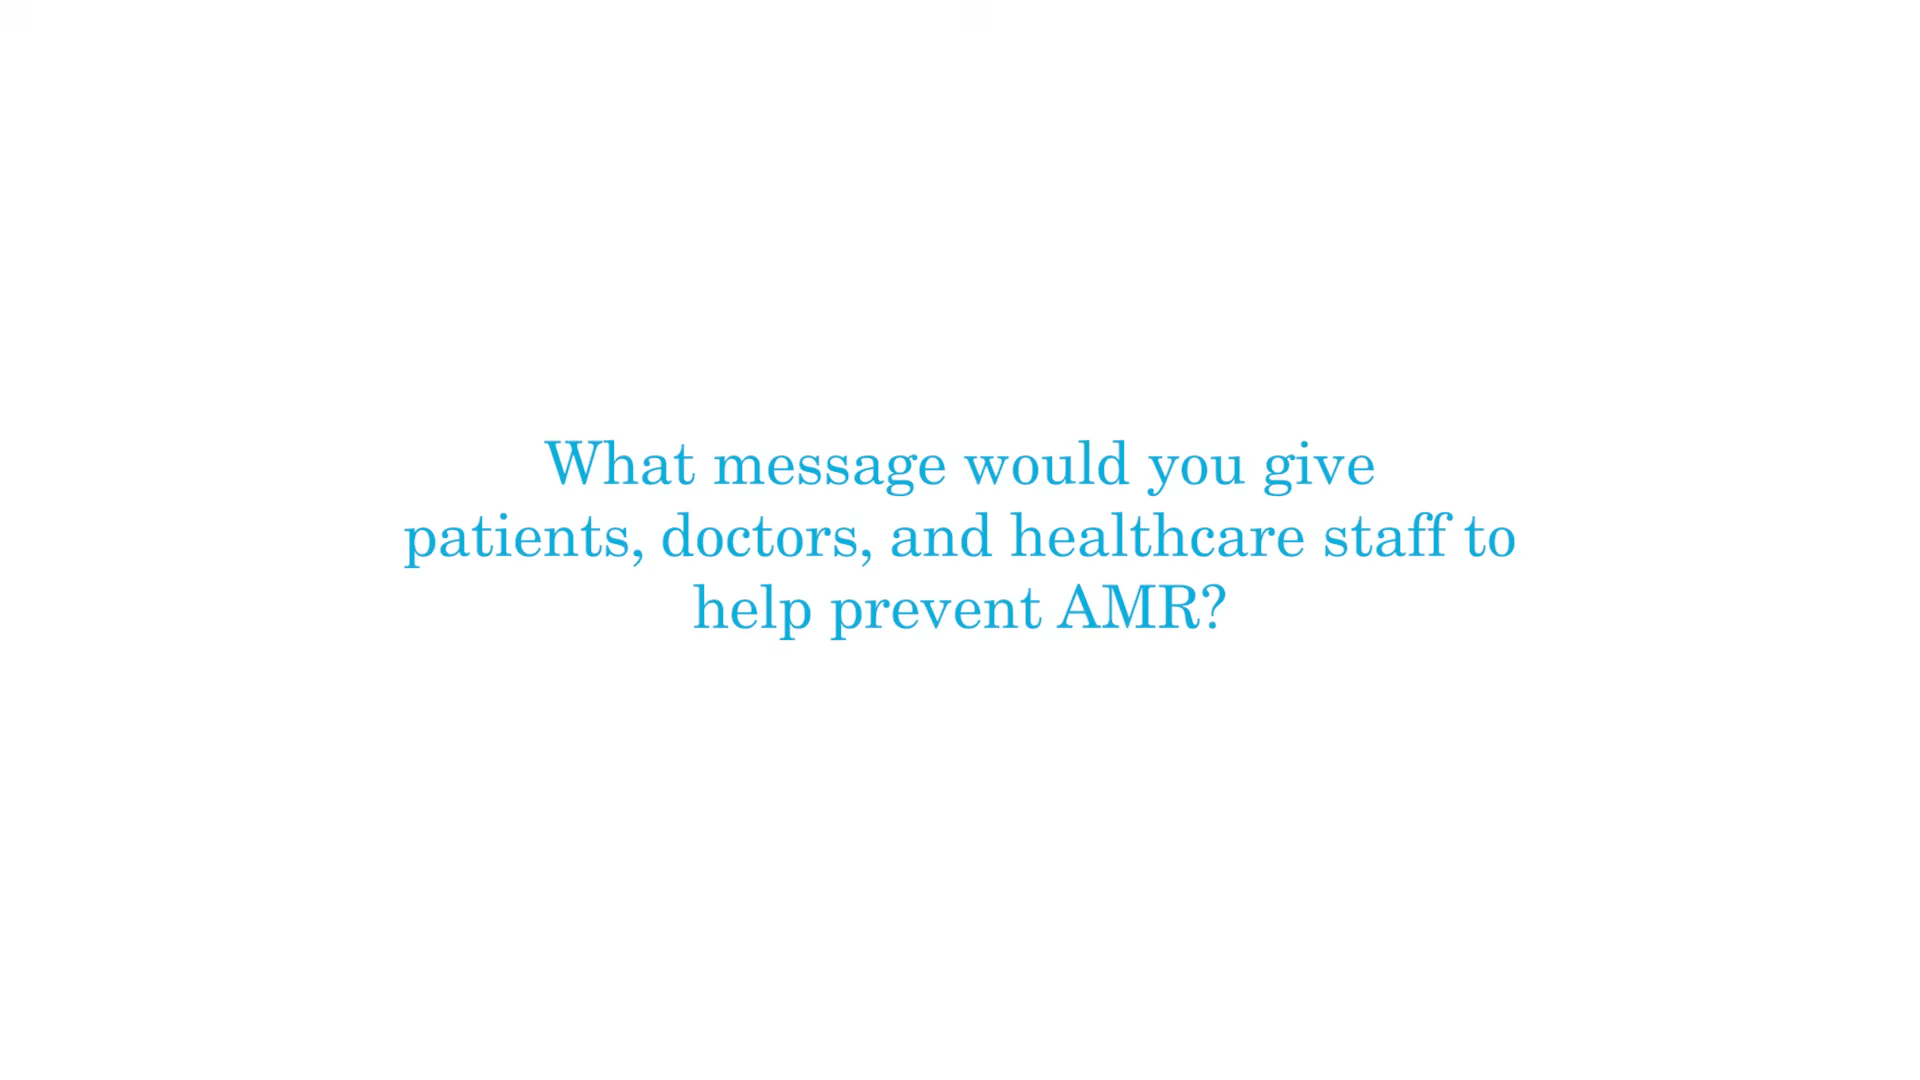 What message would you give
patients, doctors, and healthcare staff to
help prevent AMR?